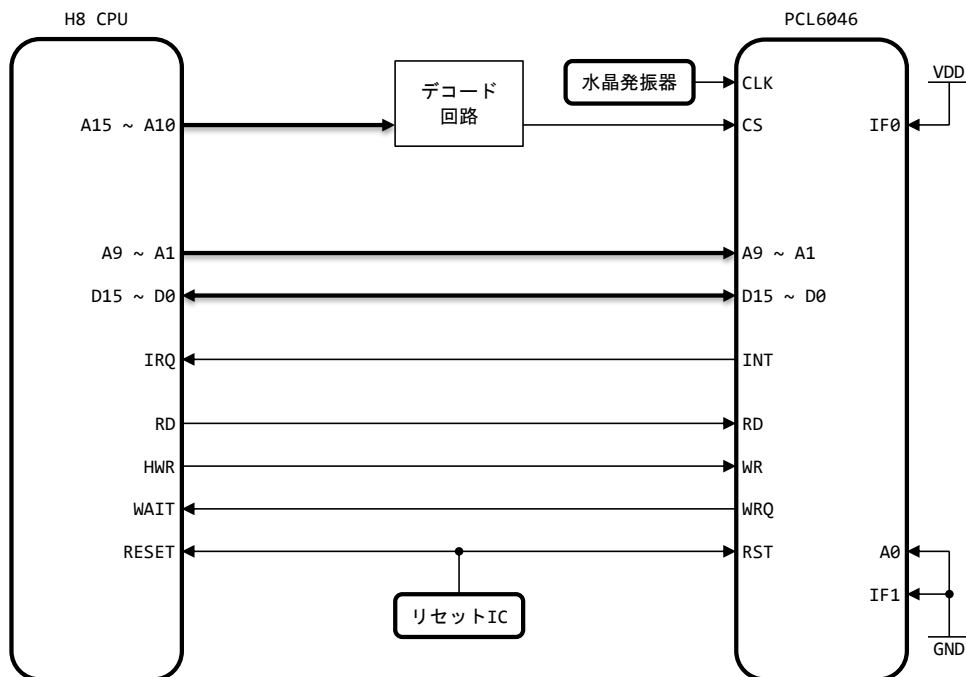 H8 CPU
PCL6046
デコード
回路
水晶発振器
CLK
VDD
A15 ~ A10
CS
IF0
A9 ~ A1
A9 ~ A1
D15 ~ D0
D15 ~ D0
IRQ
INT
RD
RD
HWR
WR
WAIT
WRQ
RESET
RST
A0
リセットIC
IF1
GND